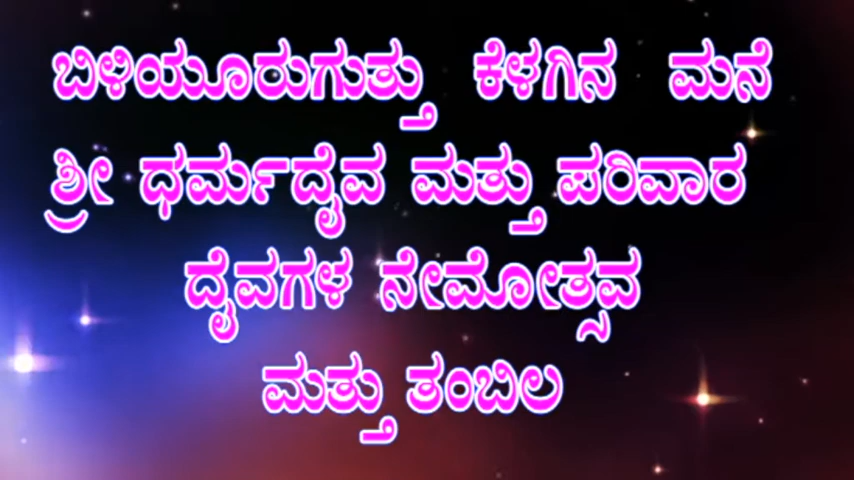 ಬಿಳಿಯೂರುಗುತ್ತು ಕೆಳಗಿನ ಮನೆ
ಶ್ರೀ ಧರ್ಮದೈವ ಮತ್ತು ಪರಿವಾರ
ದೈವಗಳ ನೇಮೋತ್ಸವ
ಮತ್ತು ತಂಬಿಲ